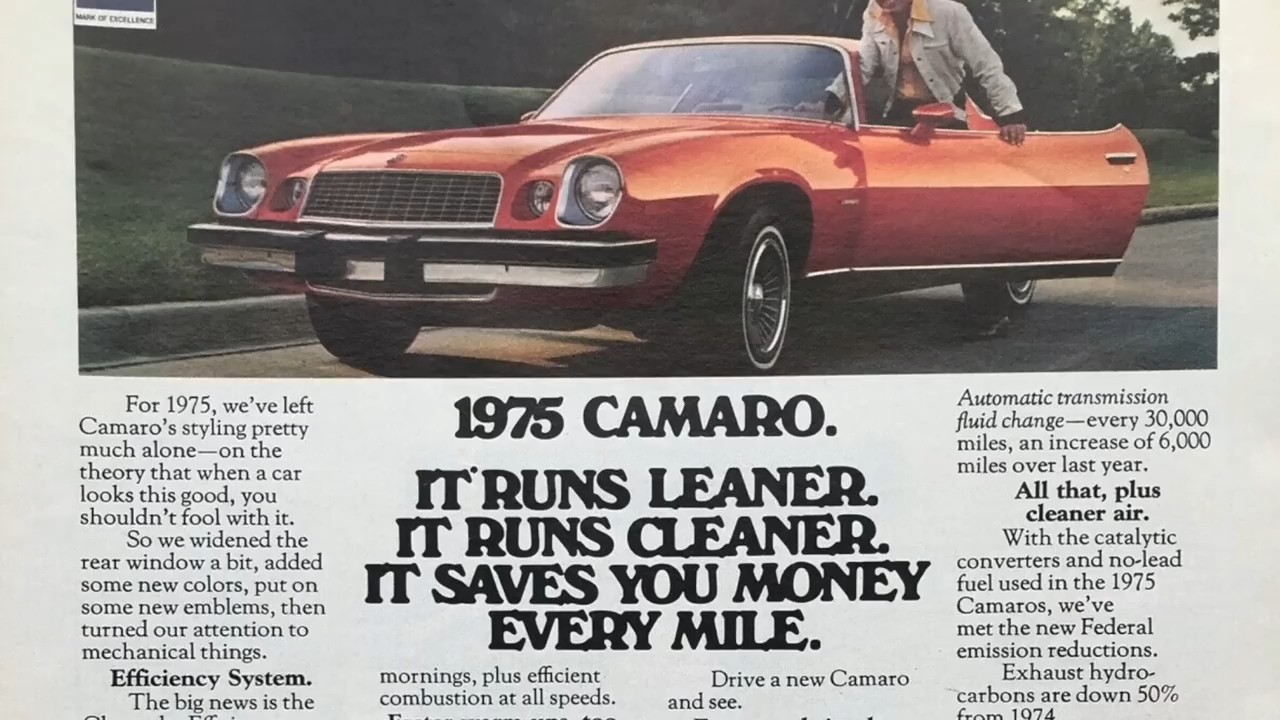 MARK OF EXCELLENCE
For 1975, we've left
Camaro's styling pretty
much alone—on the
theory that when a car
looks this good, you
shouldn't fool with it.
So we widened the
rear window a bit, added
some new colors, put on
some new emblems, then
turned our attention to
mechanical things.
Efficiency System.
The big news is the
1975 CAMARO.
IT RUNS LEANER.
IT RUNS CLEANER.
IT SAVES YOU MONEY
EVERY MILE.
mornings, plus efficient
combustion at all speeds.
Drive a new Camaro
and see.
Automatic transmission
fluid change—every 30,000
miles, an increase of 6,000
miles over last year.
All that, plus
cleaner air.
With the catalytic
converters and no-lead
fuel used in the 1975
Camaros, we've
met the new Federal
emission reductions.
Exhaust hydro-
carbons are down 50%
from 1974